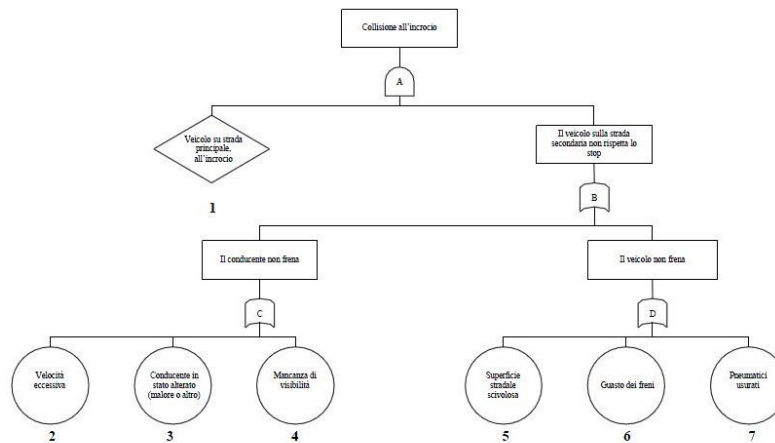 Collisione all'incrocio
A
Veicolo su strada
principale,
all'incrocio
Il veicolo sulla strada
secondaria non rispetta lo
stop
1
B
Il conducente non frena
Il veicolo non frena
C
D
Velocità
eccessiva
Conducente in
stato alterato
(malore o altro)
Mancanza di
visibilità
Superficie
stradale
scivolosa
Guasto dei freni
Pneumatici
usurati
2
3
4
5
6
7